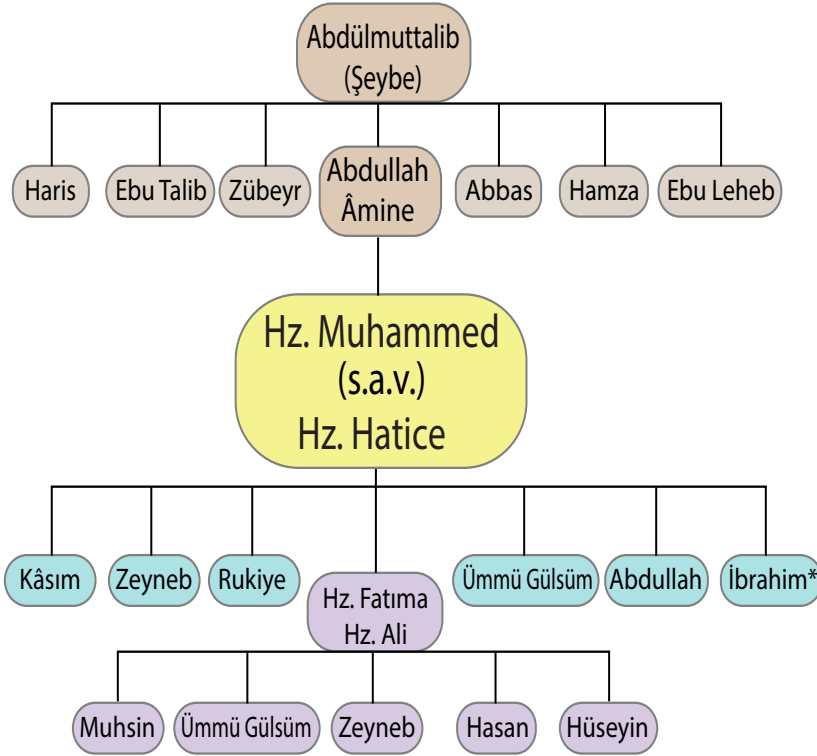 Abdülmuttalib
(Şeybe)
Haris
Ebu Talib
Zübeyr
Abdullah
Âmine
Abbas
Hamza
Ebu Leheb
Hz. Muhammed
(s.a.v.)
Hz. Hatice
Kâsım
Zeyneb
Rukiye
Hz. Fatıma
Hz. Ali
Ümmü Gülsüm
Abdullah
İbrahim*
Muhsin
Ümmü Gülsüm
Zeyneb
Hasan
Hüseyin